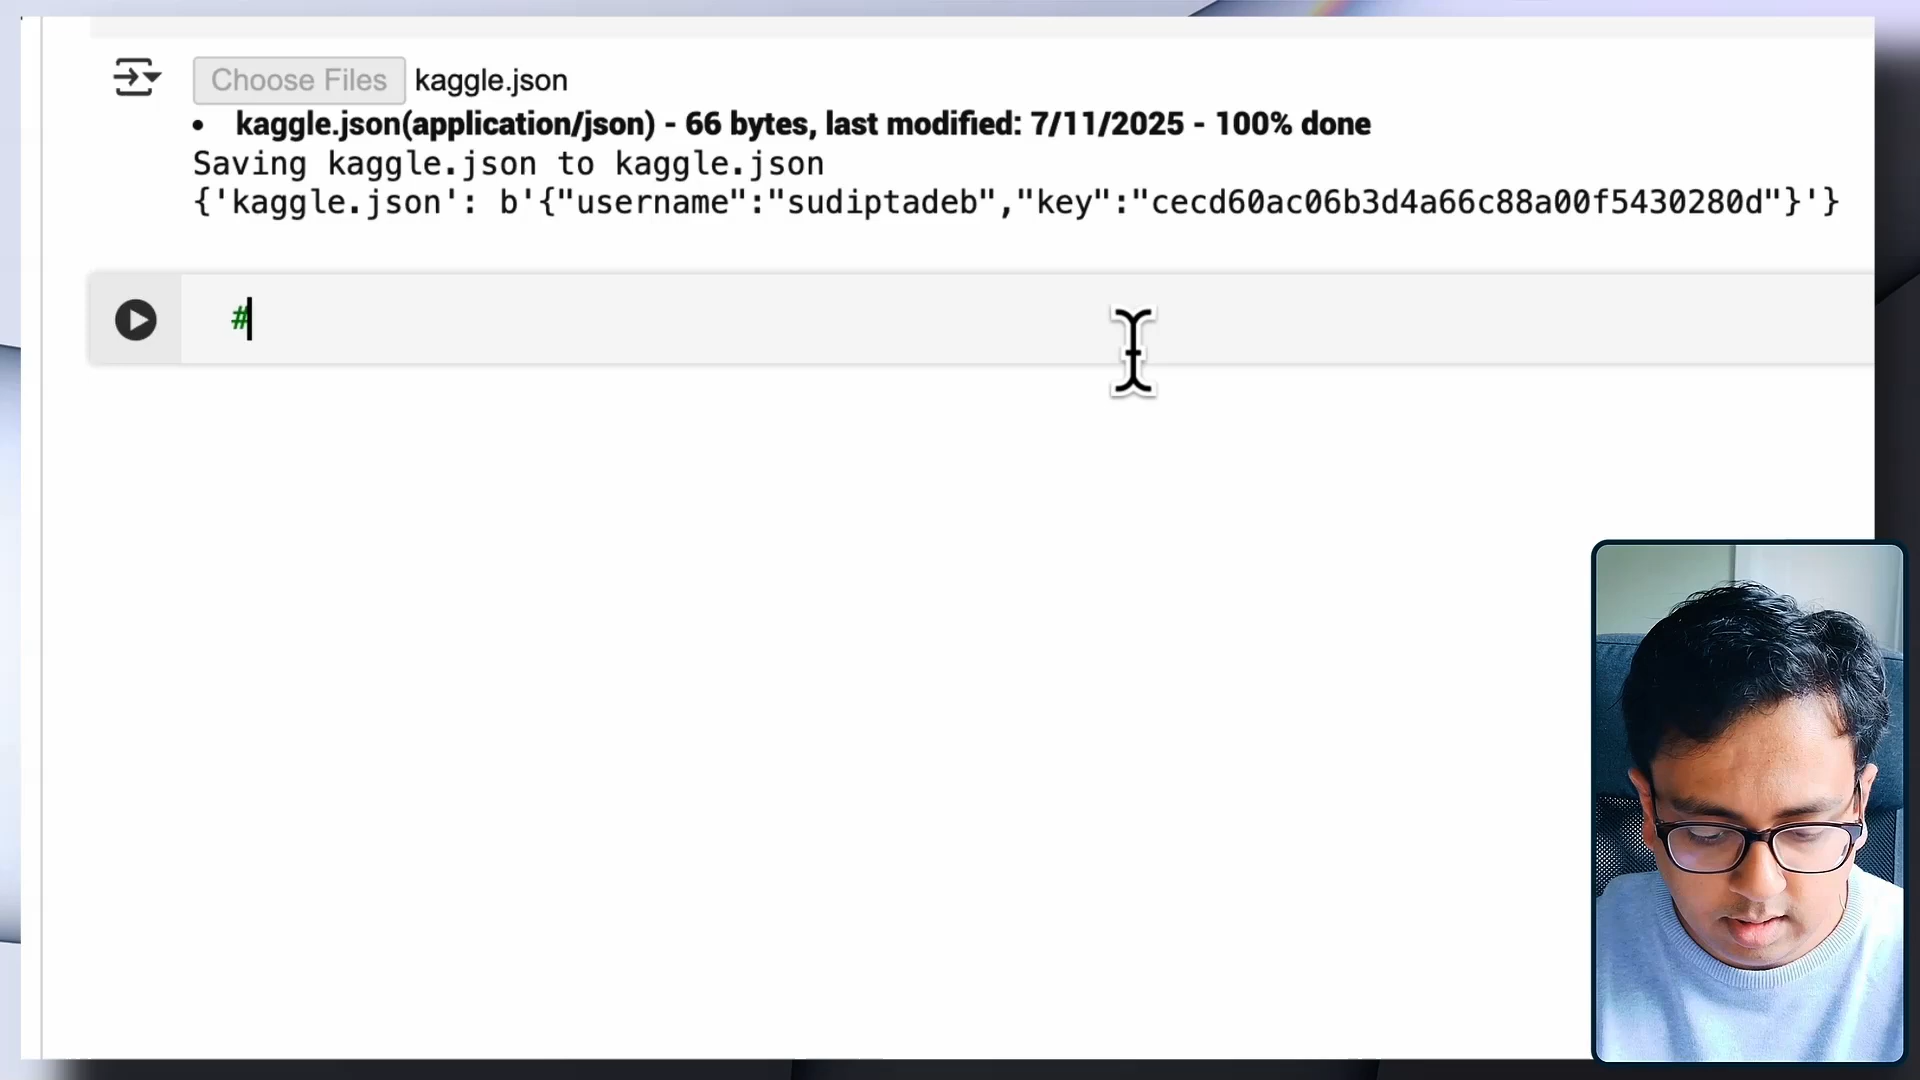 Choose Files kaggle.json
• kaggle.json(application/json) - 66 bytes, last modified: 7/11/2025 - 100% done
Saving kaggle.json to kaggle.json
{'kaggle.json': b'{"username":"sudiptadeb","key":"cecd60ac06b3d4a66c88a00f5430280d"}'}
#